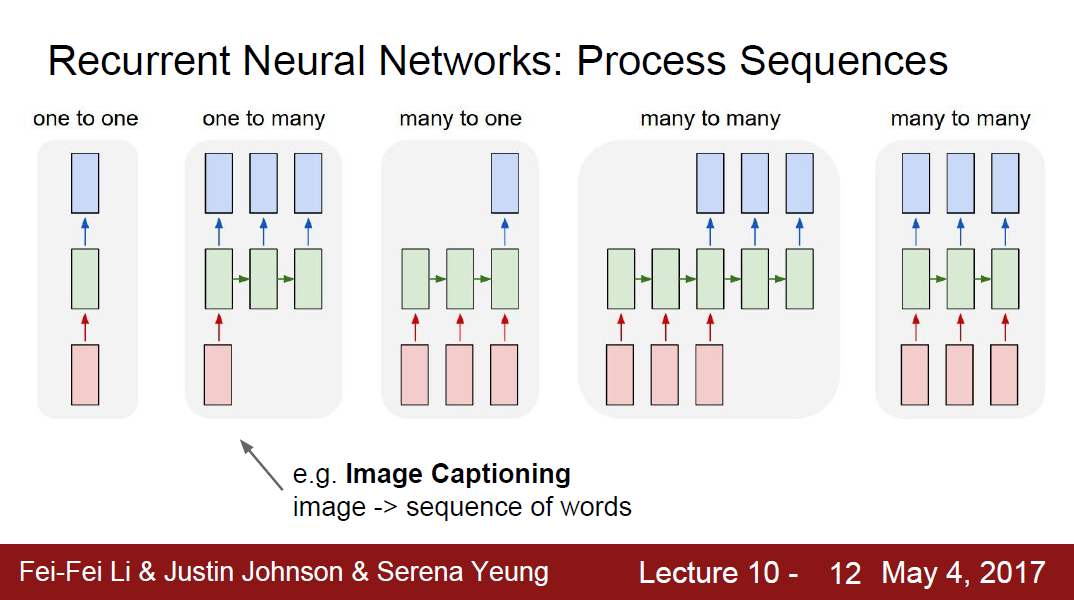 Recurrent Neural Networks: Process Sequences
one to one
one to many
many to one
many to many
many to many
e.g. Image Captioning
image -> sequence of words
Fei-Fei Li & Justin Johnson & Serena Yeung
Lecture 10 - 12 May 4, 2017